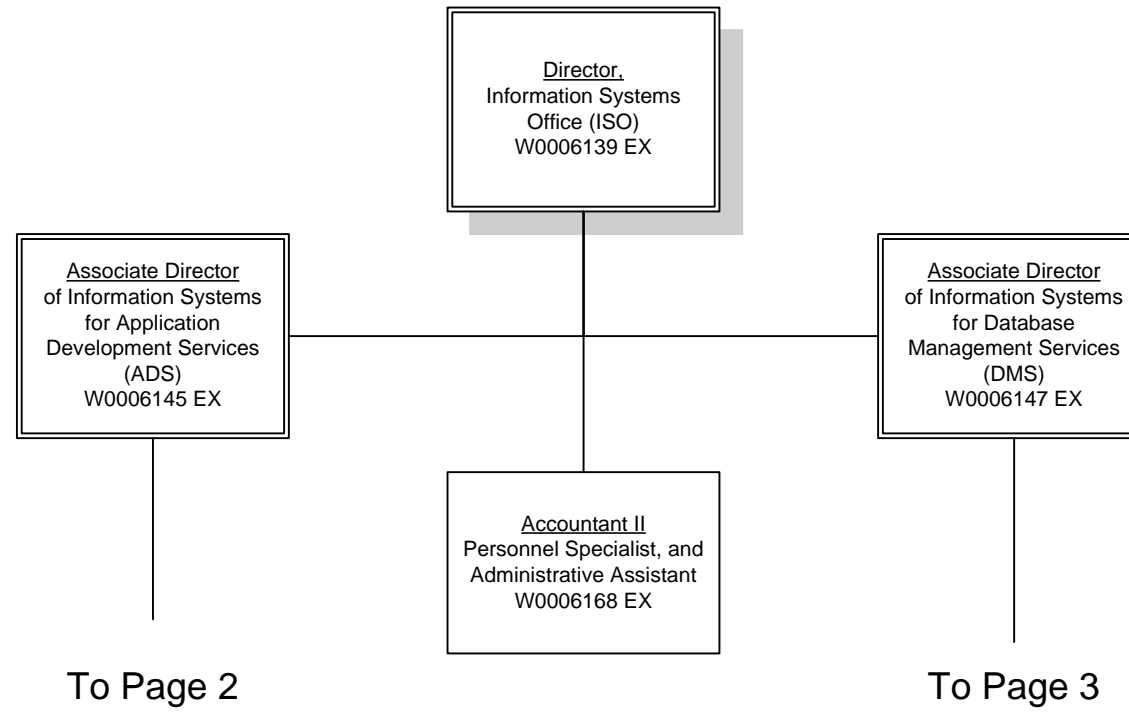 Director,
Information Systems
Office (ISO)
W0006139 EX
Associate Director
of Information Systems
for Application
Development Services
(ADS)
W0006145 EX
Associate Director
of Information Systems
for Database
Management Services
(DMS)
W0006147 EX
Accountant II
Personnel Specialist, and
Administrative Assistant
W0006168 EX
To Page 2
To Page 3